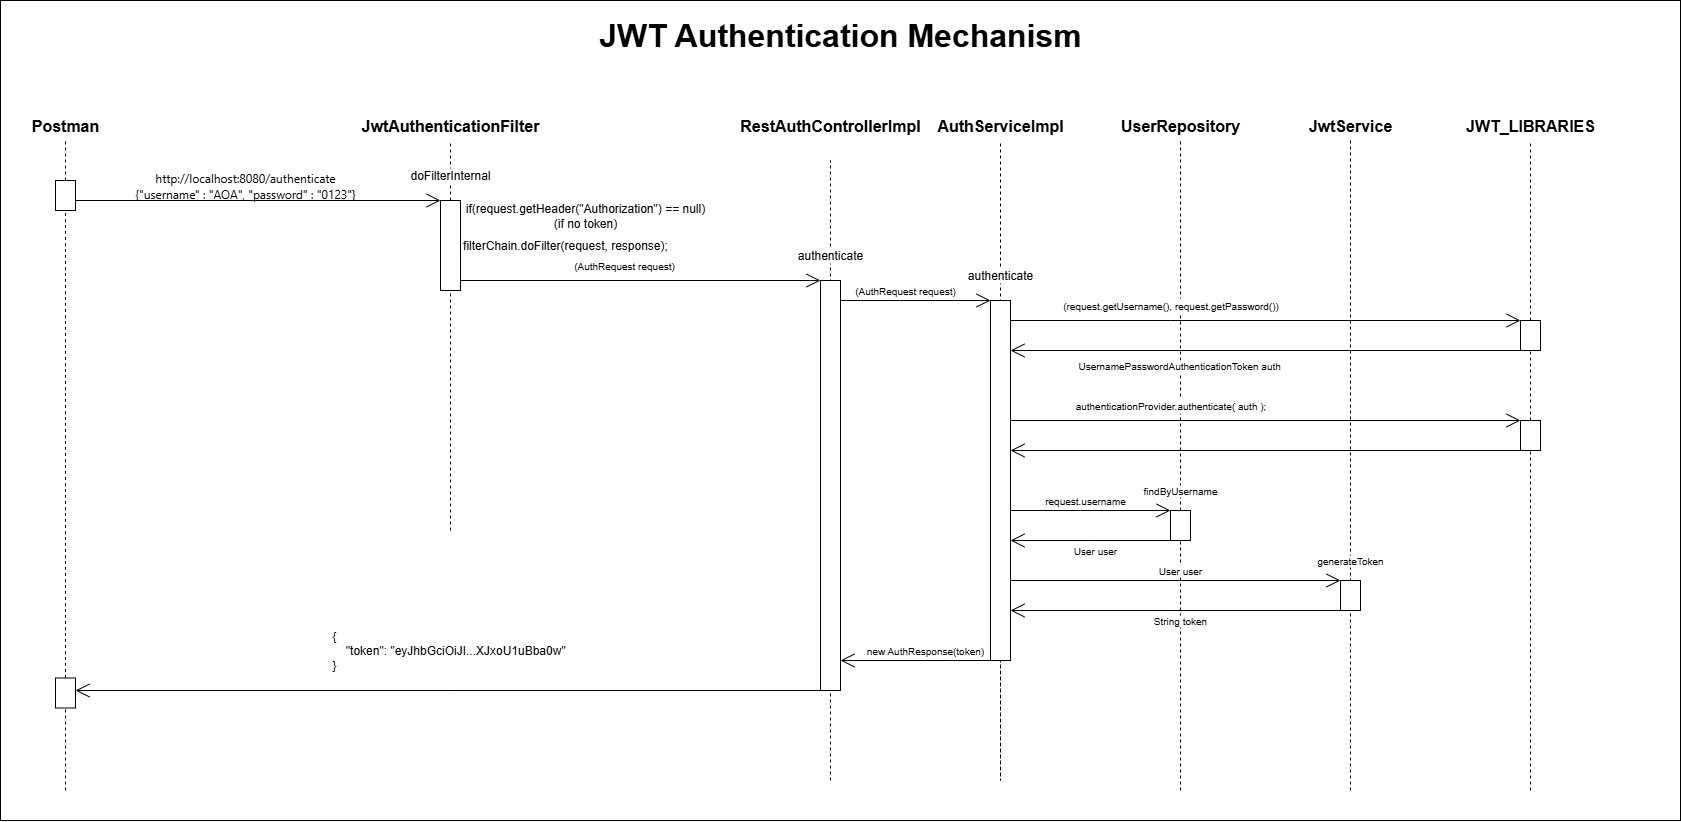 JWT Authentication Mechanism
Postman
JwtAuthenticationFilter
RestAuthControllerImpl
AuthServiceImpl
UserRepository
JwtService
JWT_LIBRARIES
http://localhost:8080/authenticate
{"username" : "AOA", "password" : "0123"}
doFilterInternal
if(request.getHeader("Authorization") == null)
(if no token)
filterChain.doFilter(request, response);
(AuthRequest request)
authenticate
(AuthRequest request)
authenticate
(request.getUsername(), request.getPassword())
UsernamePasswordAuthenticationToken auth
authenticationProvider.authenticate( auth );
findByUsername
request.username
User user
generateToken
User user
String token
new AuthResponse(token)
{
"token": "eyJhbGciOiJI...XJxoU1uBba0w"
}